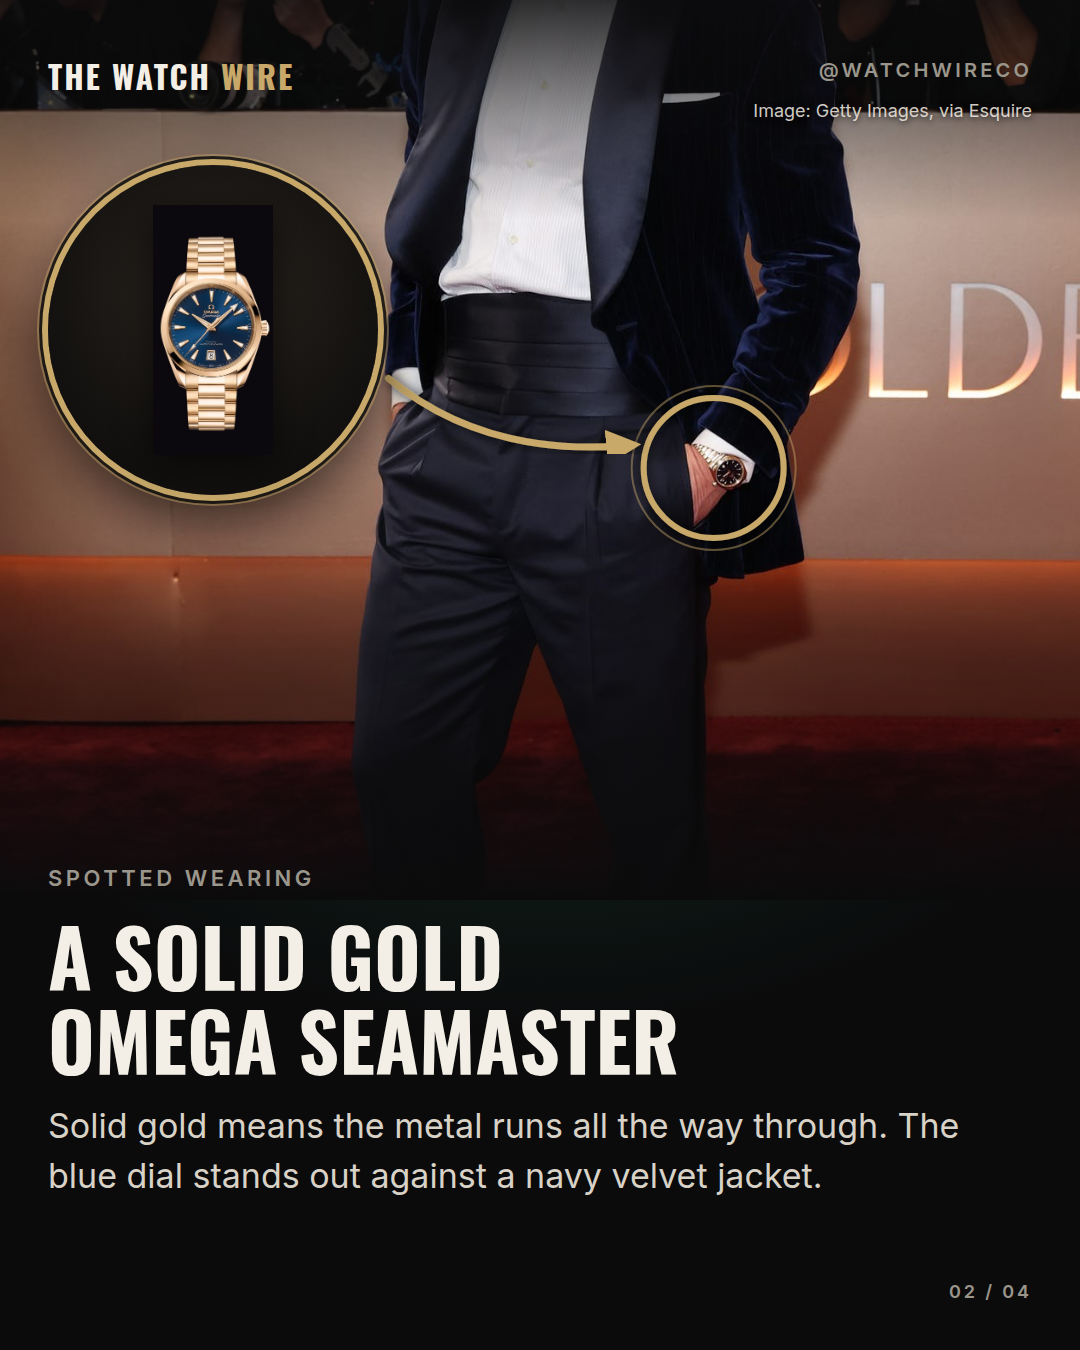 THE WATCH WIRE
@WATCHWIRECO
Image: Getty Images, via Esquire
OLDE
SPOTTED WEARING
A SOLID GOLD
OMEGA SEAMASTER
Solid gold means the metal runs all the way through. The
blue dial stands out against a navy velvet jacket.
02 / 04